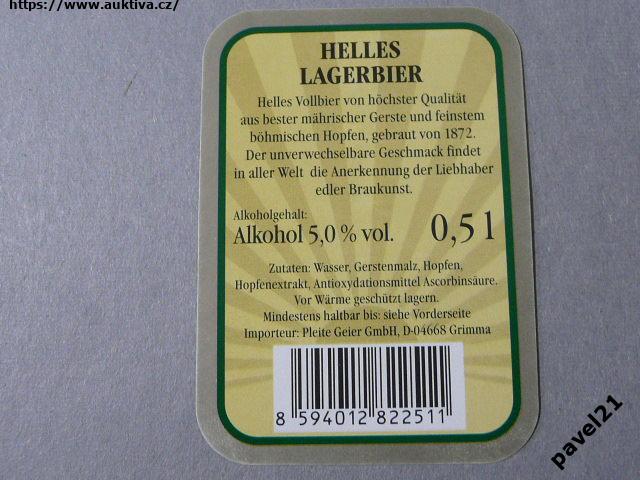 https://www.auktiva.cz/
HELLES
LAGERBIER
Helles Vollbier von höchster Qualität
aus bester mährischer Gerste und feinstem
böhmischen Hopfen, gebraut von 1872.
Der unverwechselbare Geschmack findet
in aller Welt die Anerkennung der Liebhaber
edler Braukunst.
Alkoholgehalt:
Alkohol 5,0 % vol. 0,5 l
Zutaten: Wasser, Gerstenmalz, Hopfen,
Hopfenextrakt, Antioxydationsmittel Ascorbinsäure.
Vor Wärme geschützt lagern.
Mindestens haltbar bis: siehe Vorderseite
Importeur: Pleite Geier GmbH, D-04668 Grimma
8 594012 822511
pavel21